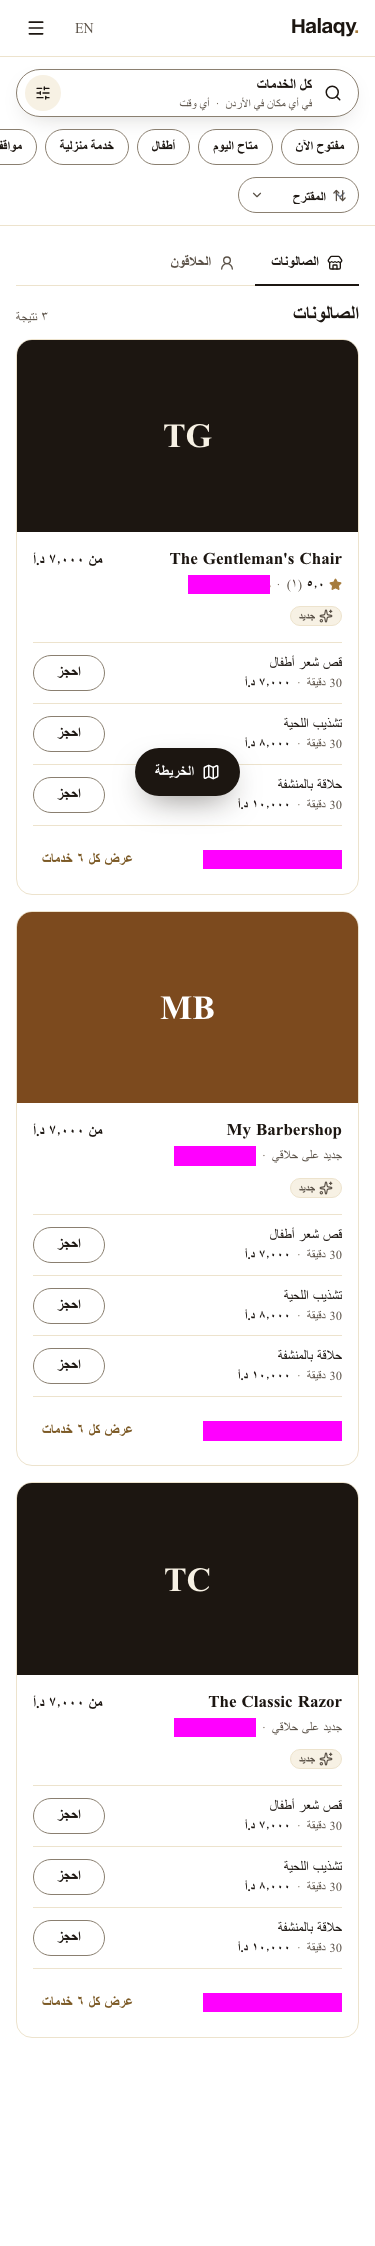 Halaqy.
EN
كل الخدمات
في أي مكان في الأردن · أي وقت
مفتوح الآن
متاح اليوم
أطفال
خدمة منزلية
المقترح
الصالونات
الحلاقون
الصالونات
٣ نتيجة
TG
The Gentleman's Chair
من ٧٫٠٠٠ د.أ
٥٫٠ (١) ·
جديد
قص شعر أطفال
30 دقيقة · ٧٫٠٠٠ د.أ
احجز
تشذيب اللحية
30 دقيقة · ٨٫٠٠٠ د.أ
احجز
الخريطة
حلاقة بالمنشفة
30 دقيقة · ١٠٫٠٠٠ د.أ
احجز
عرض كل ٦ خدمات
MB
My Barbershop
من ٧٫٠٠٠ د.أ
جديد على حلاقي ·
جديد
قص شعر أطفال
30 دقيقة · ٧٫٠٠٠ د.أ
احجز
تشذيب اللحية
30 دقيقة · ٨٫٠٠٠ د.أ
احجز
حلاقة بالمنشفة
30 دقيقة · ١٠٫٠٠٠ د.أ
احجز
عرض كل ٦ خدمات
TC
The Classic Razor
من ٧٫٠٠٠ د.أ
جديد على حلاقي ·
جديد
قص شعر أطفال
30 دقيقة · ٧٫٠٠٠ د.أ
احجز
تشذيب اللحية
30 دقيقة · ٨٫٠٠٠ د.أ
احجز
حلاقة بالمنشفة
30 دقيقة · ١٠٫٠٠٠ د.أ
احجز
عرض كل ٦ خدمات